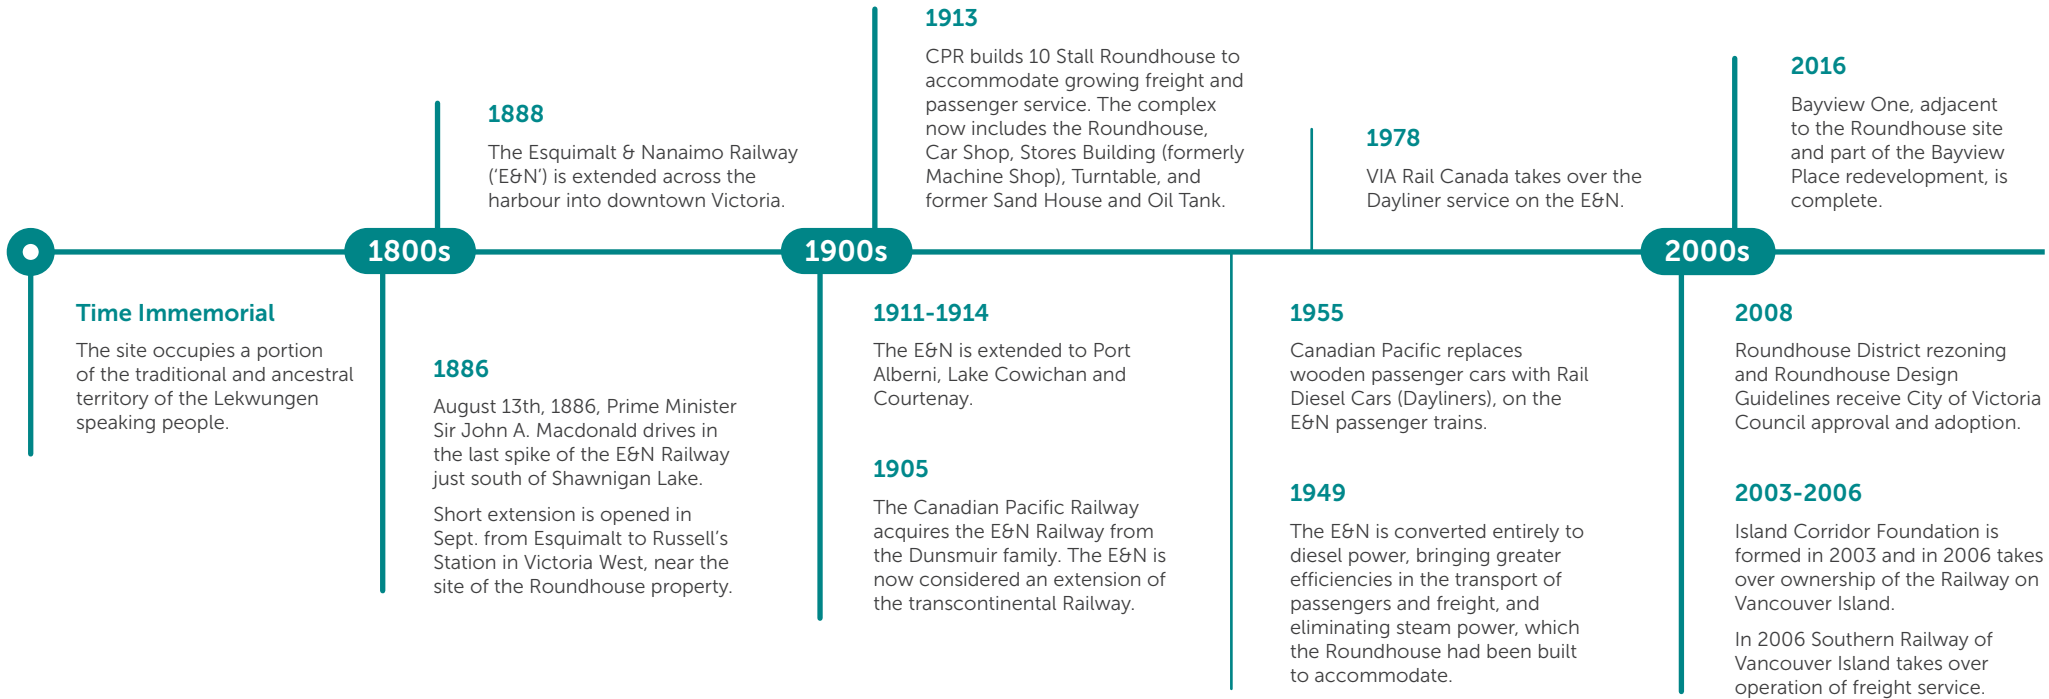 Time Immemorial
The site occupies a portion
of the traditional and ancestral
territory of the Lekwungen
speaking people.
1800s
1888
The Esquimalt & Nanaimo Railway
('E&N') is extended across the
harbour into downtown Victoria.
1886
August 13th, 1886, Prime Minister
Sir John A. Macdonald drives in
the last spike of the E&N Railway
just south of Shawnigan Lake.
Short extension is opened in
Sept. from Esquimalt to Russell's
Station in Victoria West, near the
site of the Roundhouse property.
1900s
1913
CPR builds 10 Stall Roundhouse to
accommodate growing freight and
passenger service. The complex
now includes the Roundhouse,
Car Shop, Stores Building (formerly
Machine Shop), Turntable, and
former Sand House and Oil Tank.
1911-1914
The E&N is extended to Port
Alberni, Lake Cowichan and
Courtenay.
1905
The Canadian Pacific Railway
acquires the E&N Railway from
the Dunsmuir family. The E&N is
now considered an extension of
the transcontinental Railway.
1978
VIA Rail Canada takes over the
Dayliner service on the E&N.
1955
Canadian Pacific replaces
wooden passenger cars with Rail
Diesel Cars (Dayliners), on the
E&N passenger trains.
1949
The E&N is converted entirely to
diesel power, bringing greater
efficiencies in the transport of
passengers and freight, and
eliminating steam power, which
the Roundhouse had been built
to accommodate.
2000s
2016
Bayview One, adjacent
to the Roundhouse site
and part of the Bayview
Place redevelopment, is
complete.
2008
Roundhouse District rezoning
and Roundhouse Design
Guidelines receive City of Victoria
Council approval and adoption.
2003-2006
Island Corridor Foundation is
formed in 2003 and in 2006 takes
over ownership of the Railway on
Vancouver Island.
In 2006 Southern Railway of
Vancouver Island takes over
operation of freight service.